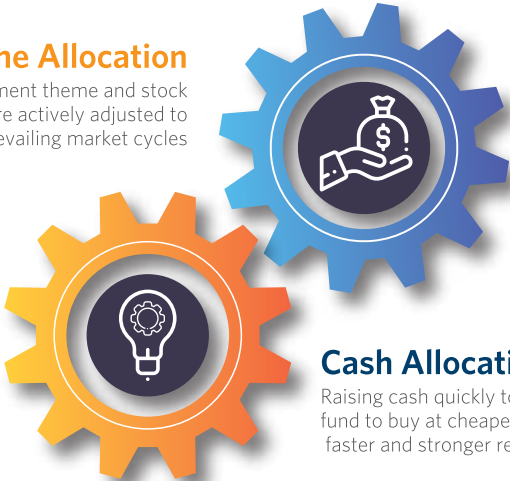 ne Allocation
ment theme and stock
re actively adjusted to
evailing market cycles
$
Cash Allocati
Raising cash quickly to
fund to buy at cheape
faster and stronger re